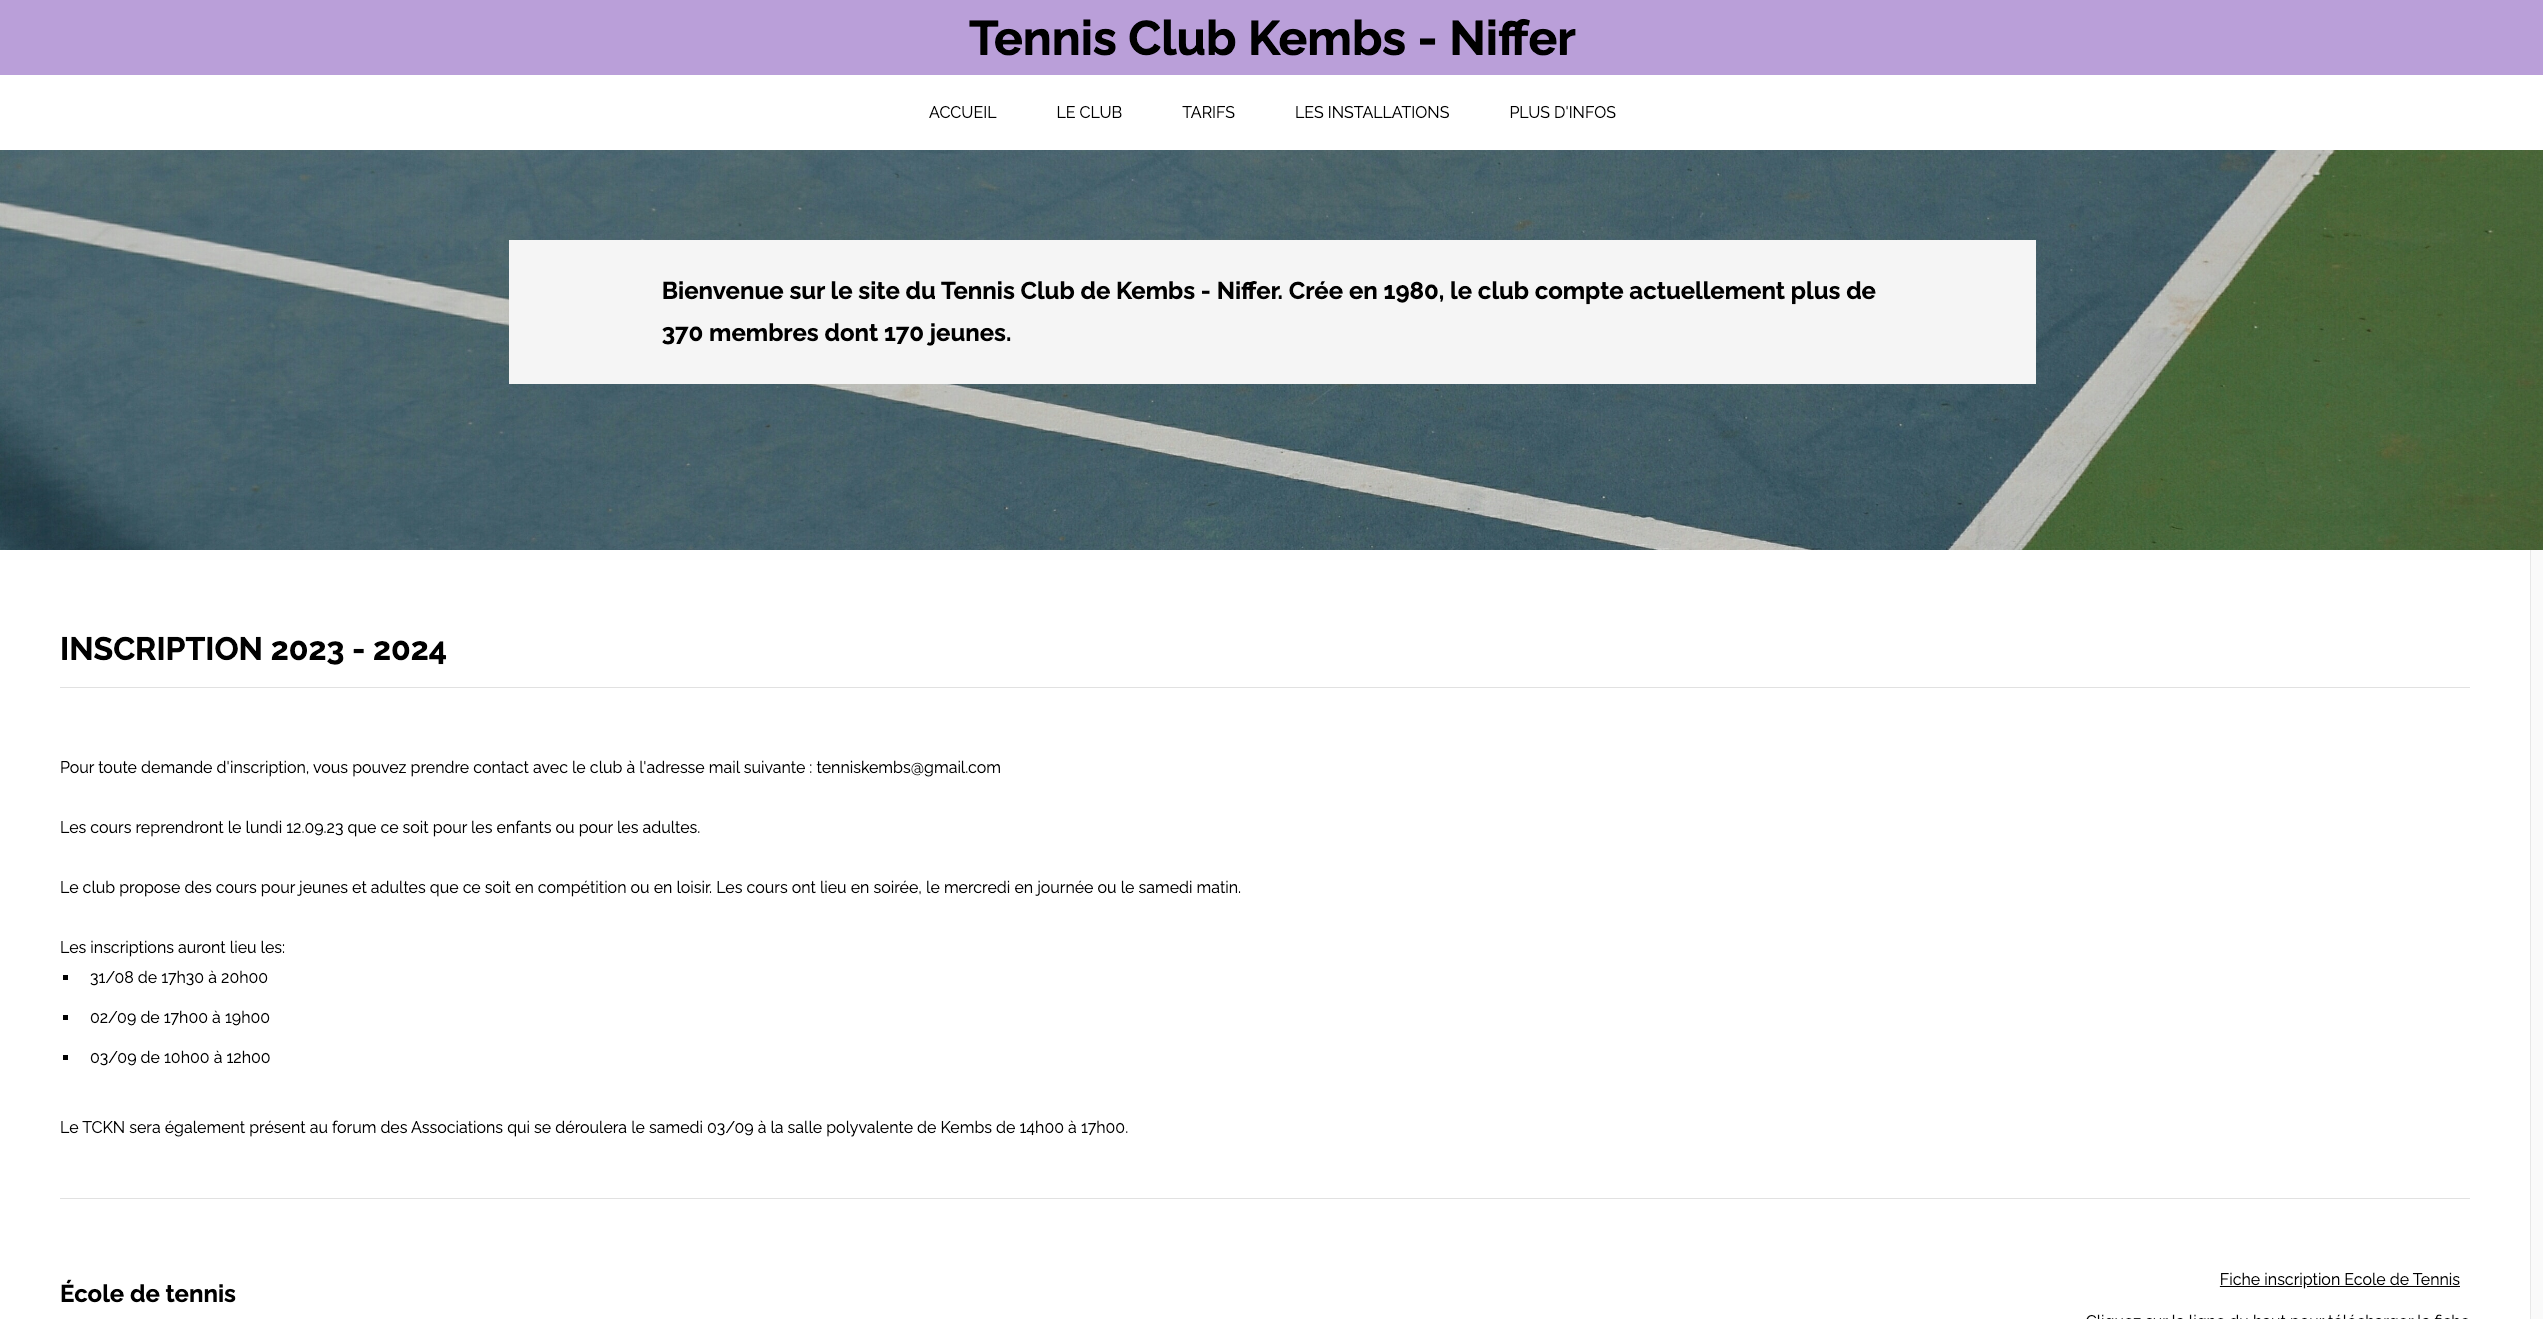 Tennis Club Kembs - Niffer
ACCUEIL LE CLUB TARIFS LES INSTALLATIONS PLUS D'INFOS
Bienvenue sur le site du Tennis Club de Kembs - Niffer. Crée en 1980, le club compte actuellement plus de
370 membres dont 170 jeunes.
INSCRIPTION 2023 - 2024
Pour toute demande d'inscription, vous pouvez prendre contact avec le club à l'adresse mail suivante : tenniskembs@gmail.com
Les cours reprendront le lundi 12.09.23 que ce soit pour les enfants ou pour les adultes.
Le club propose des cours pour jeunes et adultes que ce soit en compétition ou en loisir. Les cours ont lieu en soirée, le mercredi en journée ou le samedi matin.
Les inscriptions auront lieu les:
31/08 de 17h30 à 20h00
02/09 de 17h00 à 19h00
03/09 de 10h00 à 12h00
Le TCKN sera également présent au forum des Associations qui se déroulera le samedi 03/09 à la salle polyvalente de Kembs de 14h00 à 17h00.
École de tennis
Fiche inscription Ecole de Tennis